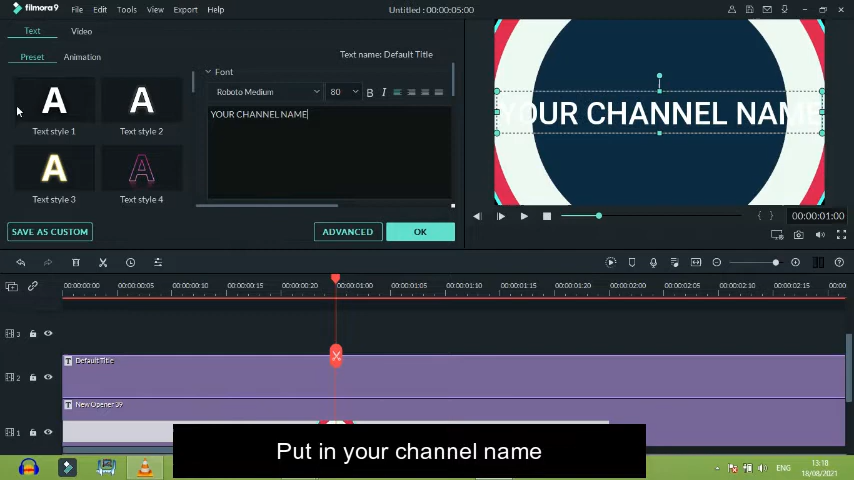 filmora9
File
Edit
Tools
View
Export
Help
Untitled : 00:00:05:00
Text
Video
Preset
Animation
Text name: Default Title
Font
Roboto Medium
80
B
I
YOUR CHANNEL NAME
A
A
Text style 1
Text style 2
A
A
Text style 3
Text style 4
SAVE AS CUSTOM
ADVANCED
OK
YOUR CHANNEL NAME
{ }
00:00:01:00
00:00:00:00
00:00:00:05
00:00:00:10
00:00:00:15
00:00:00:20
00:00:01:00
00:00:01:05
00:00:01:10
00:00:01:15
00:00:01:20
00:00:02:00
00:00:02:05
00:00:02:10
00:00:02:15
00:0
3
T Default Title
2
T New Opener 39
1
Put in your channel name
ENG
13:18
18/08/2021